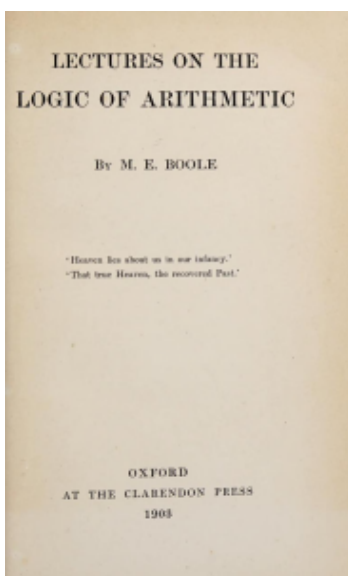 LECTURES ON THE
LOGIC OF ARITHMETIC
By M. E. BOOLE
'Heaven lies about us in our infancy.'
'That true Heaven, the recovered Past.'
OXFORD
AT THE CLARENDON PRESS
1903